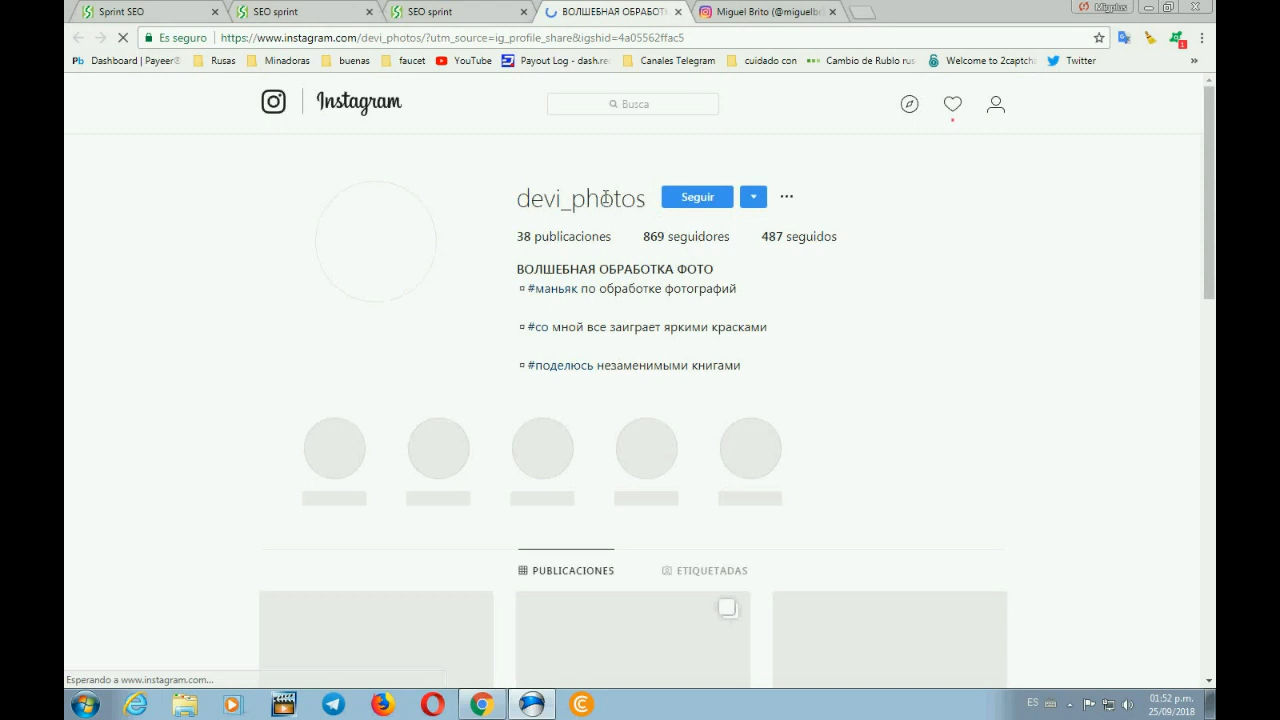 Sprint SEO
SEO sprint
SEO sprint
ВОЛШЕБНАЯ ОБРАБОТК
Miguel Brito (@miguelbr
Migplus
Es seguro
https://www.instagram.com/devi_photos/?utm_source=ig_profile_share&igshid=4a05562ffac5
Dashboard | Payeer®
Rusas
Minadoras
buenas
faucet
YouTube
Payout Log - dash.re
Canales Telegram
cuidado con
Cambio de Rublo rus
Welcome to 2captch
Twitter
»
Instagram
Busca
devi_photos
Seguir
38 publicaciones
869 seguidores
487 seguidos
ВОЛШЕБНАЯ ОБРАБОТКА ФОТО
#маньяк по обработке фотографий
#со мной все заиграет яркими красками
#поделюсь незаменимыми книгами
PUBLICACIONES
ETIQUETADAS
Esperando a www.instagram.com...
ES
01:52 p.m.
25/09/2018